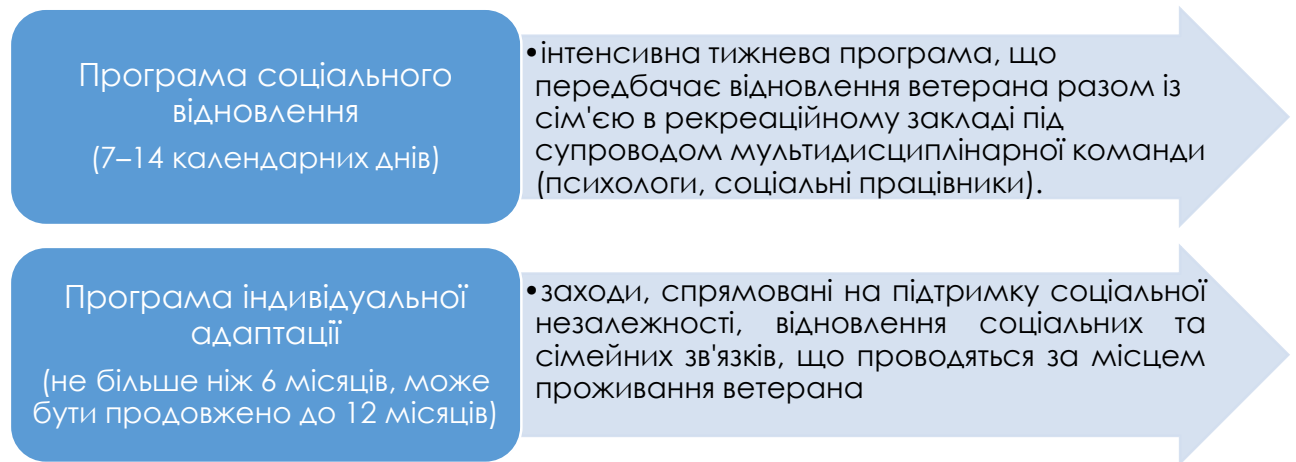 Програма соціального
відновлення
(7–14 календарних днів)
•інтенсивна тижнева програма, що
передбачає відновлення ветерана разом із
сім'єю в рекреаційному закладі під
супроводом мультидисциплінарної команди
(психологи, соціальні працівники).
Програма індивідуальної
адаптації
(не більше ніж 6 місяців, може
бути продовжено до 12 місяців)
•заходи, спрямовані на підтримку соціальної
незалежності, відновлення соціальних та
сімейних зв'язків, що проводяться за місцем
проживання ветерана